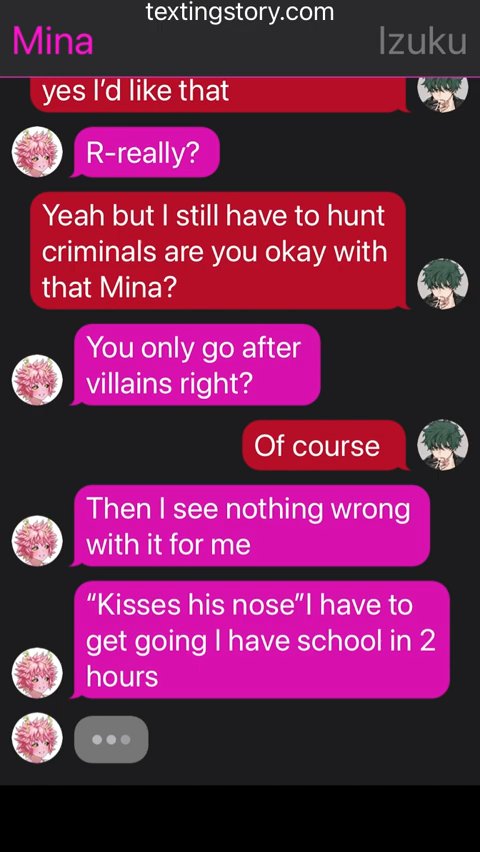 textingstory.com
Mina
Izuku
yes I’d like that
R-really?
Yeah but I still have to hunt
criminals are you okay with
that Mina?
You only go after
villains right?
Of course
Then I see nothing wrong
with it for me
“Kisses his nose”I have to
get going I have school in 2
hours